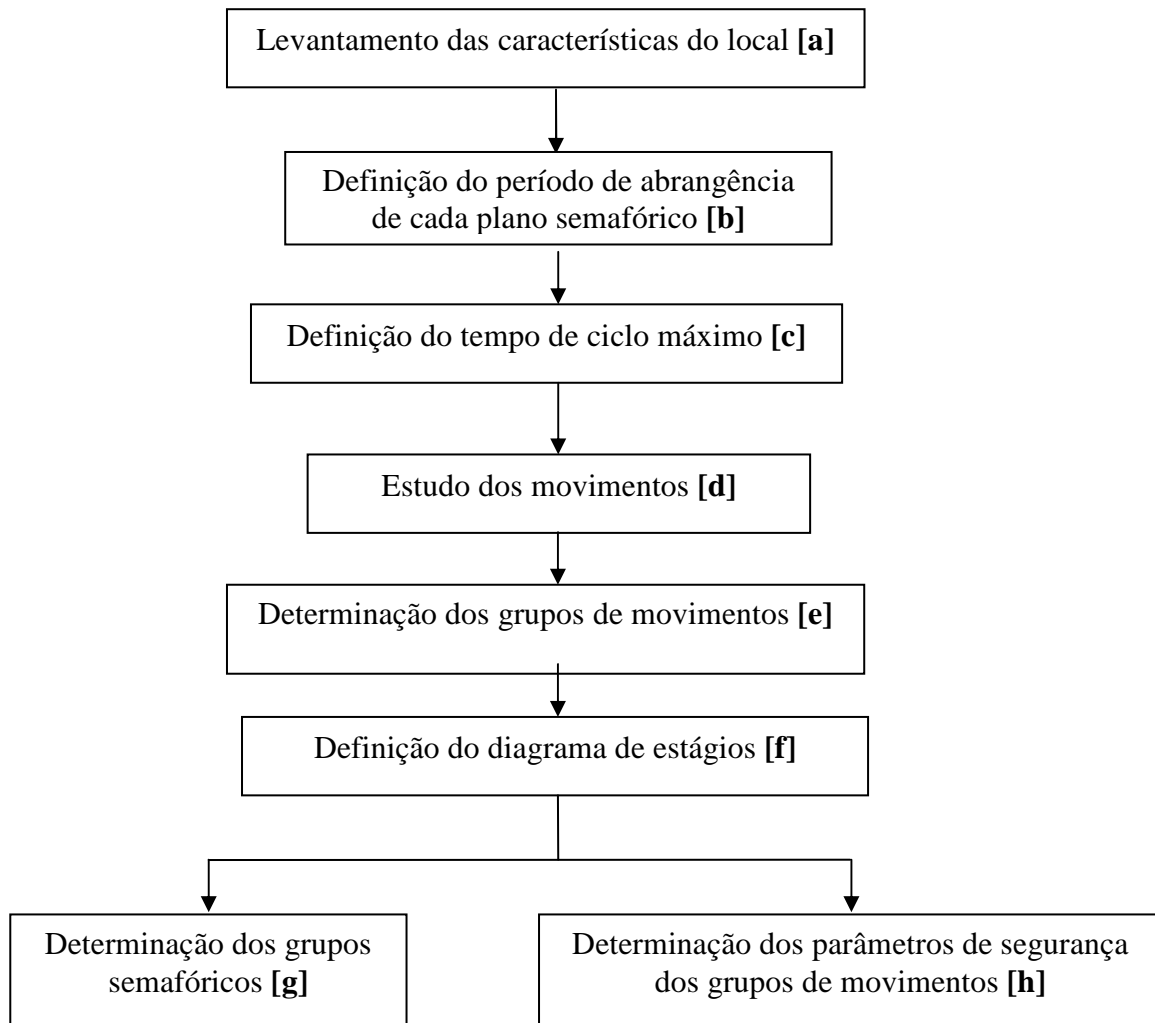 Levantamento das características do local [a]
Definição do período de abrangência
de cada plano semafórico [b]
Definição do tempo de ciclo máximo [c]
Estudo dos movimentos [d]
Determinação dos grupos de movimentos [e]
Definição do diagrama de estágios [f]
Determinação dos grupos
semafóricos [g]
Determinação dos parâmetros de segurança
dos grupos de movimentos [h]